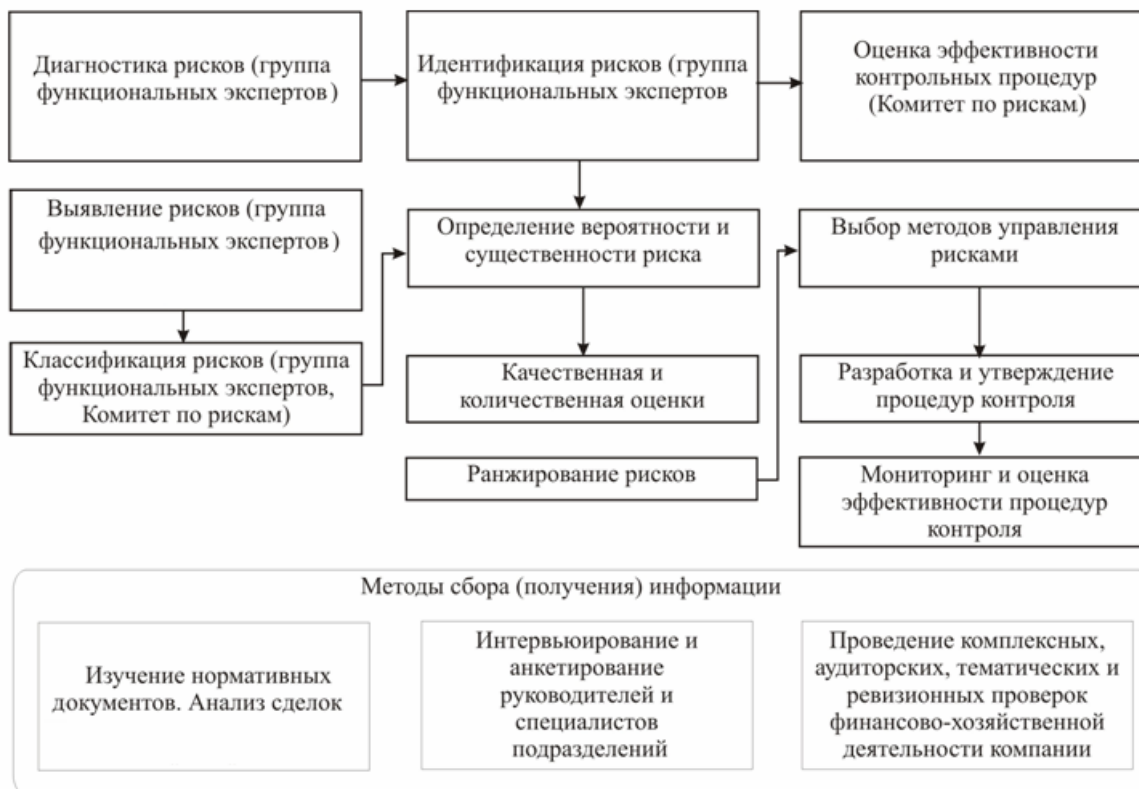 Диагностика рисков (группа
функциональных экспертов)
Идентификация рисков (группа
функциональных экспертов
Оценка эффективности
контрольных процедур
(Комитет по рискам)
Выявление рисков (группа
функциональных экспертов)
Определение вероятности и
существенности риска
Выбор методов управления
рисками
Классификация рисков (группа
функциональных экспертов,
Комитет по рискам)
Качественная и
количественная оценки
Разработка и утверждение
процедур контроля
Ранжирование рисков
Мониторинг и оценка
эффективности процедур
контроля
Методы сбора (получения) информации
Изучение нормативных
документов. Анализ сделок
Интервьюирование и
анкетирование
руководителей и
специалистов
подразделений
Проведение комплексных,
аудиторских, тематических и
ревизионных проверок
финансово-хозяйственной
деятельности компании